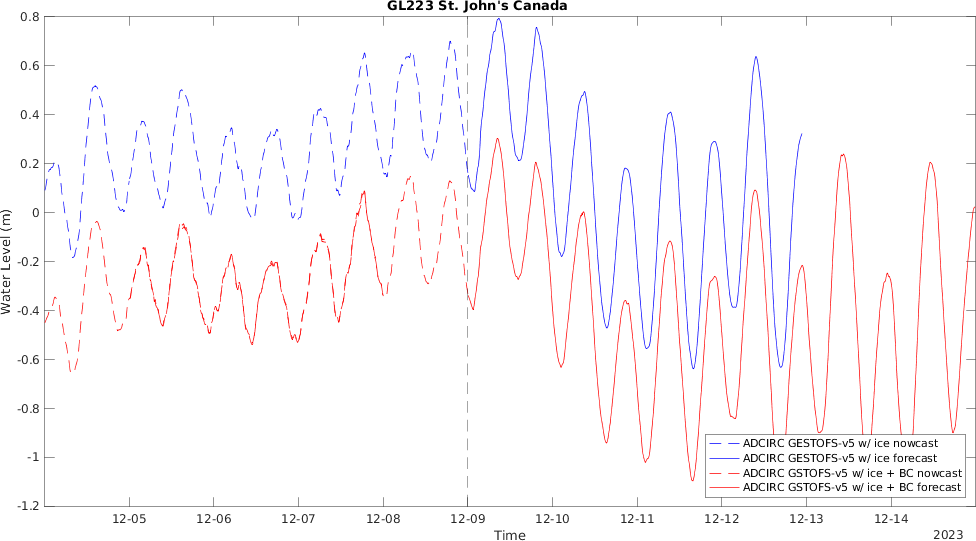 GL223 St. John's Canada
0.8
0.6
0.4
0.2
0
-0.2
-0.4
-0.6
-0.8
-1
-1.2
Water Level (m)
12-05 12-06 12-07 12-08 12-09 12-10 12-11 12-12 12-13 12-14
Time
2023
ADCIRC GESTOFS-v5 w/ ice nowcast
ADCIRC GESTOFS-v5 w/ ice forecast
ADCIRC GSTOFS-v5 w/ ice + BC nowcast
ADCIRC GSTOFS-v5 w/ ice + BC forecast